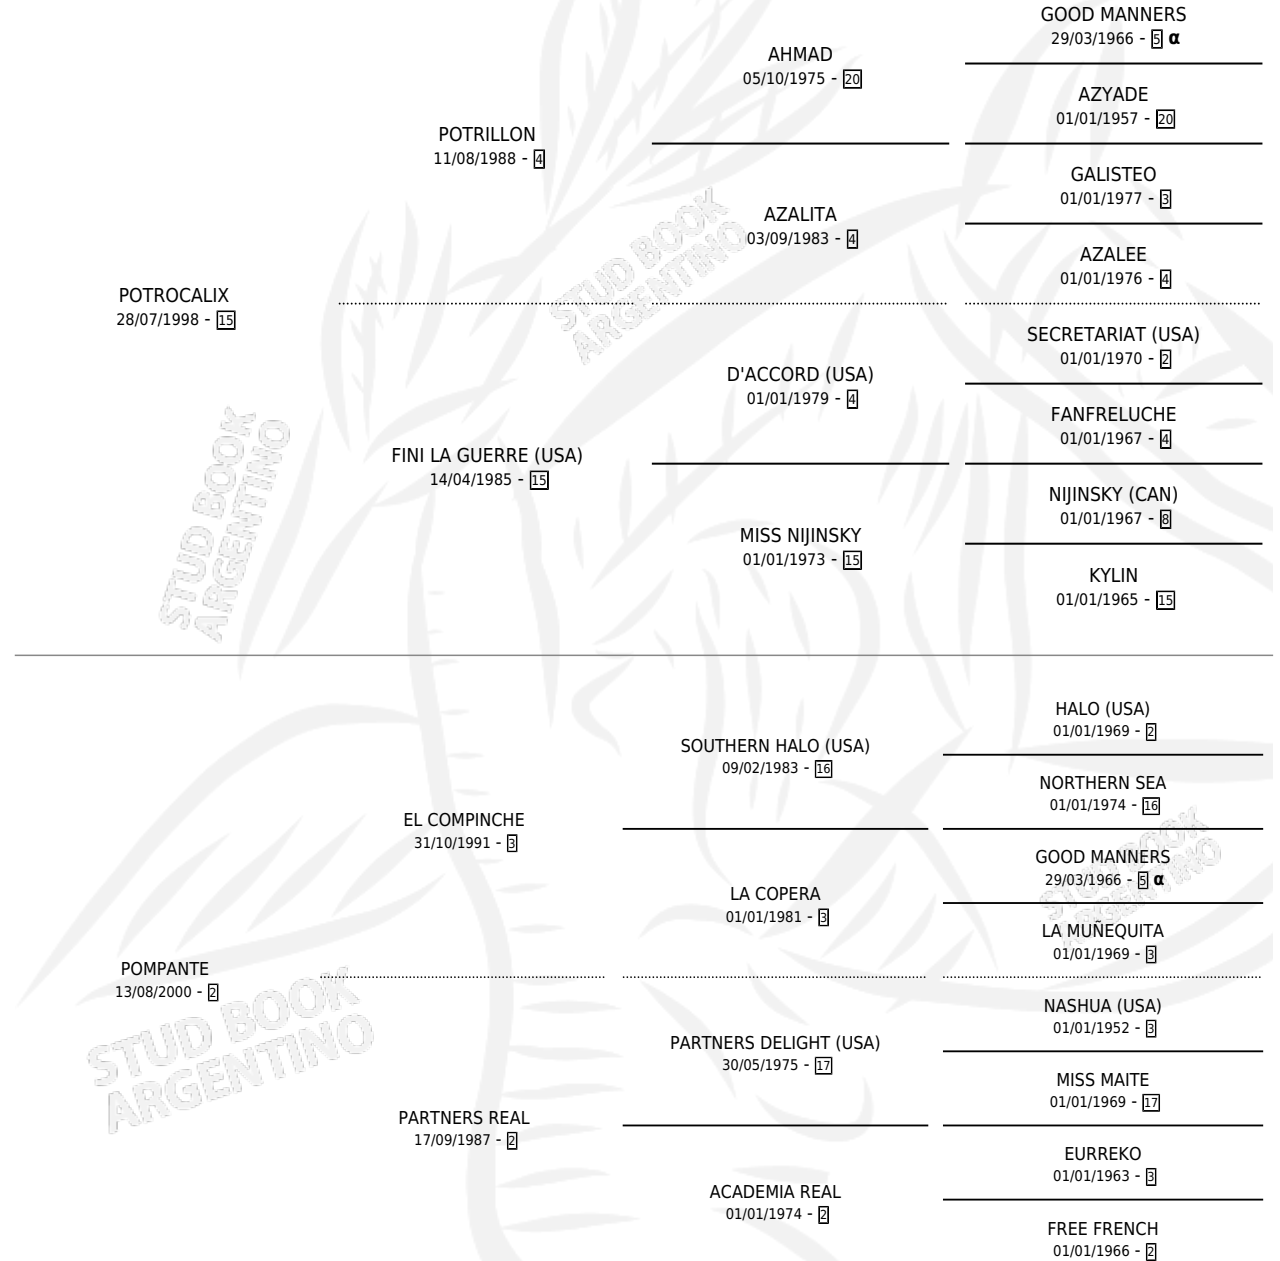 GOOD MANNERS
29/03/1966 - 5 α
AHMAD
05/10/1975 - 20
AZYADE
01/01/1957 - 20
POTRILLON
11/08/1988 - 4
GALISTEO
01/01/1977 - 3
AZALITA
03/09/1983 - 4
AZALEE
01/01/1976 - 4
POTROCALIX
28/07/1998 - 15
SECRETARIAT (USA)
01/01/1970 - 2
D'ACCORD (USA)
01/01/1979 - 4
FANFRELUCHE
01/01/1967 - 4
FINI LA GUERRE (USA)
14/04/1985 - 15
NIJINSKY (CAN)
01/01/1967 - 8
MISS NIJINSKY
01/01/1973 - 15
KYLIN
01/01/1965 - 15
HALO (USA)
01/01/1969 - 2
SOUTHERN HALO (USA)
09/02/1983 - 16
NORTHERN SEA
01/01/1974 - 16
EL COMPINCHE
31/10/1991 - 3
GOOD MANNERS
29/03/1966 - 5 α
LA COPERA
01/01/1981 - 3
LA MUÑEQUITA
01/01/1969 - 3
POMPANTE
13/08/2000 - 2
NASHUA (USA)
01/01/1952 - 3
PARTNERS DELIGHT (USA)
30/05/1975 - 17
MISS MAITE
01/01/1969 - 17
PARTNERS REAL
17/09/1987 - 2
EURREKO
01/01/1963 - 3
ACADEMIA REAL
01/01/1974 - 2
FREE FRENCH
01/01/1966 - 2
STUD BOOK
ARGENTINO
STUD BOOK
ARGENTINO
STUD BOOK
ARGENTINO
STUD BOOK
ARGENTINO